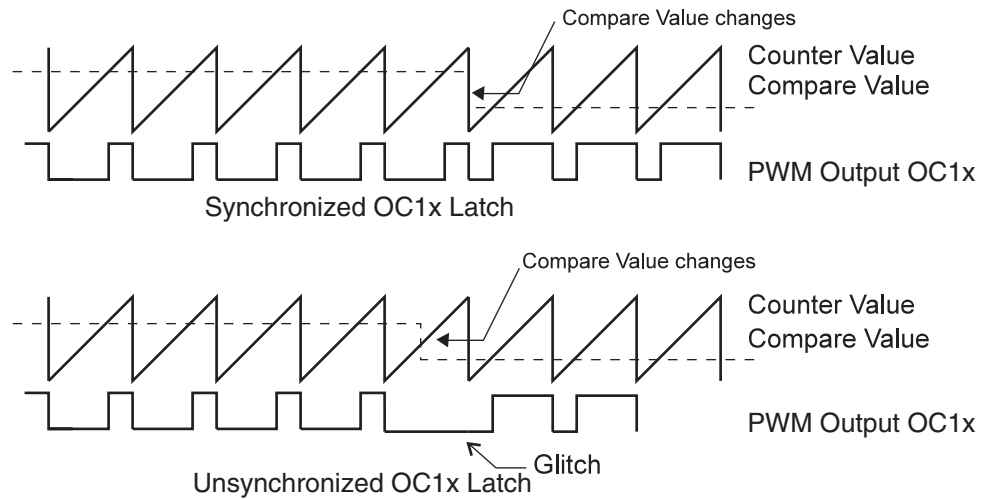 Compare Value changes
Counter Value
Compare Value
PWM Output OC1x
Synchronized OC1x Latch
Compare Value changes
Counter Value
Compare Value
PWM Output OC1x
Glitch
Unsynchronized OC1x Latch